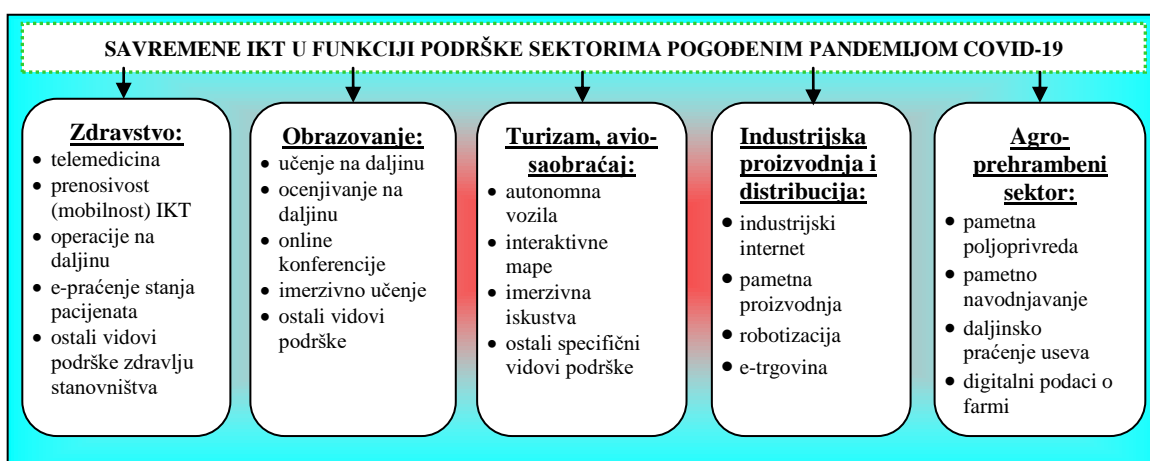 SAVREMENE IKT U FUNKCIJI PODRŠKE SEKTORIMA POGOĐENIM PANDEMIJOM COVID-19
Zdravstvo:
• telemedicina
• prenosivost
(mobilnost) IKT
• operacije na
daljinu
• e-praćenje stanja
pacijenata
• ostali vidovi
podrške zdravlju
stanovništva
Obrazovanje:
• učenje na daljinu
• ocenjivanje na
daljinu
• online
konferencije
• imerzivno učenje
• ostali vidovi
podrške
Turizam, avio-
saobraćaj:
• autonomna
vozila
• interaktivne
mape
• imerzivna
iskustva
• ostali specifični
vidovi podrške
Industrijska
proizvodnja i
distribucija:
• industrijski
internet
• pametna
proizvodnja
• robotizacija
• e-trgovina
Agro-
prehrambeni
sektor:
• pametna
poljoprivreda
• pametno
navodnjavanje
• daljinsko
praćenje useva
• digitalni podaci o
farmi